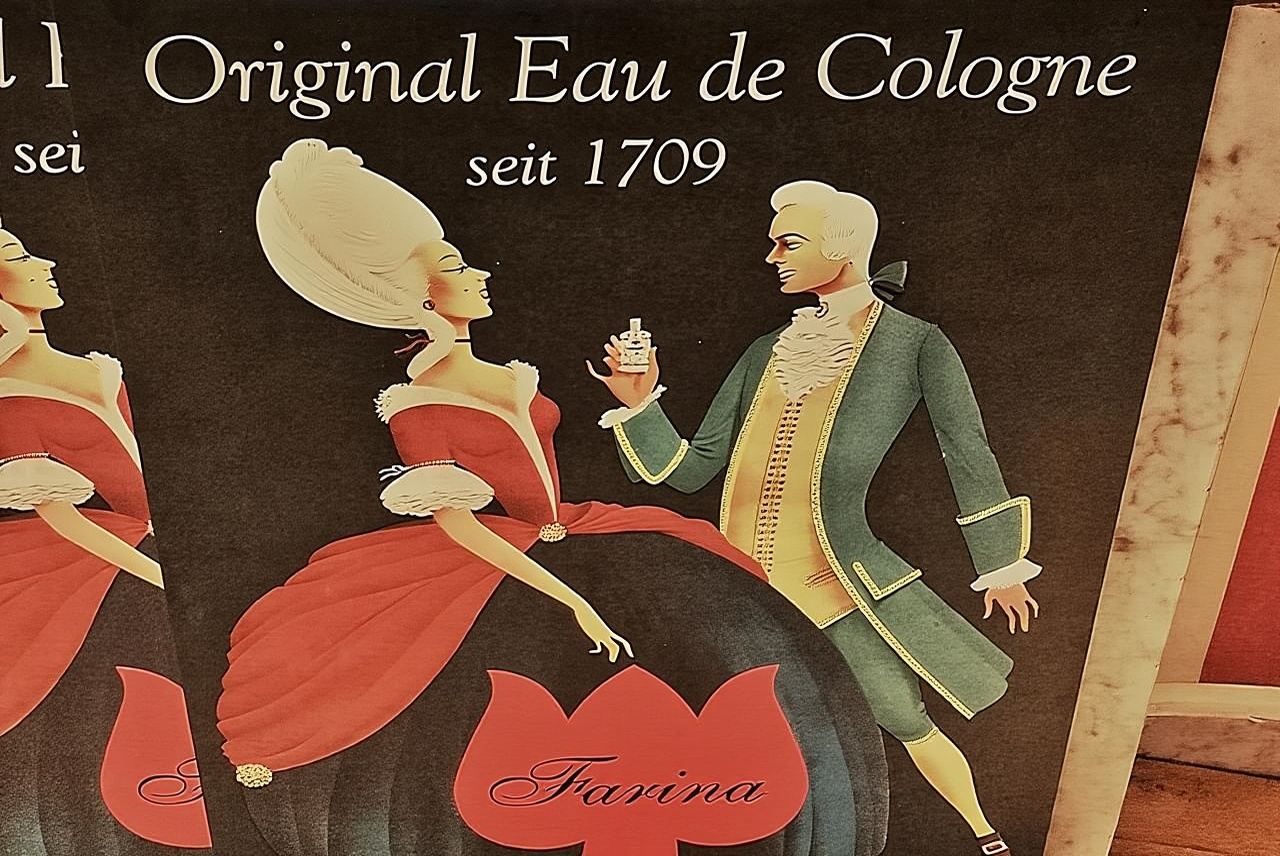 Original Eau de Cologne
seit 1709
sei
Farina